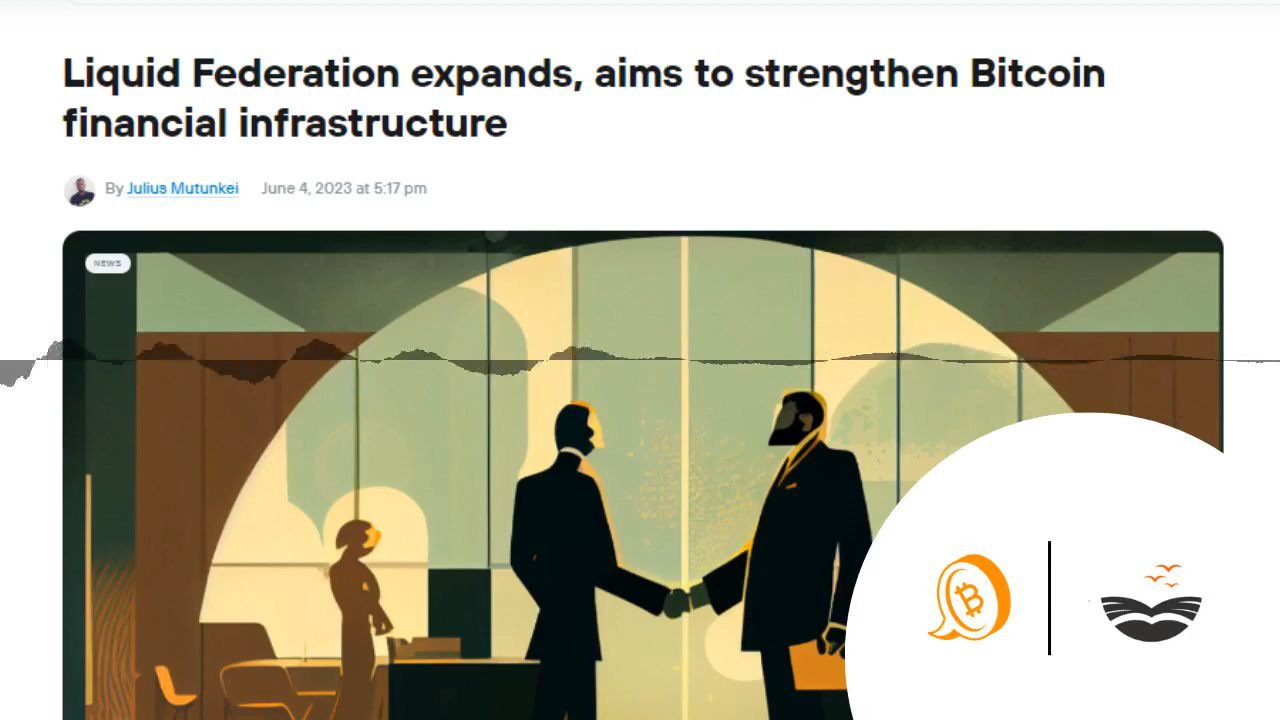 Liquid Federation expands, aims to strengthen Bitcoin
financial infrastructure
By Julius Mutunkei June 4, 2023 at 5:17 pm
NEWS